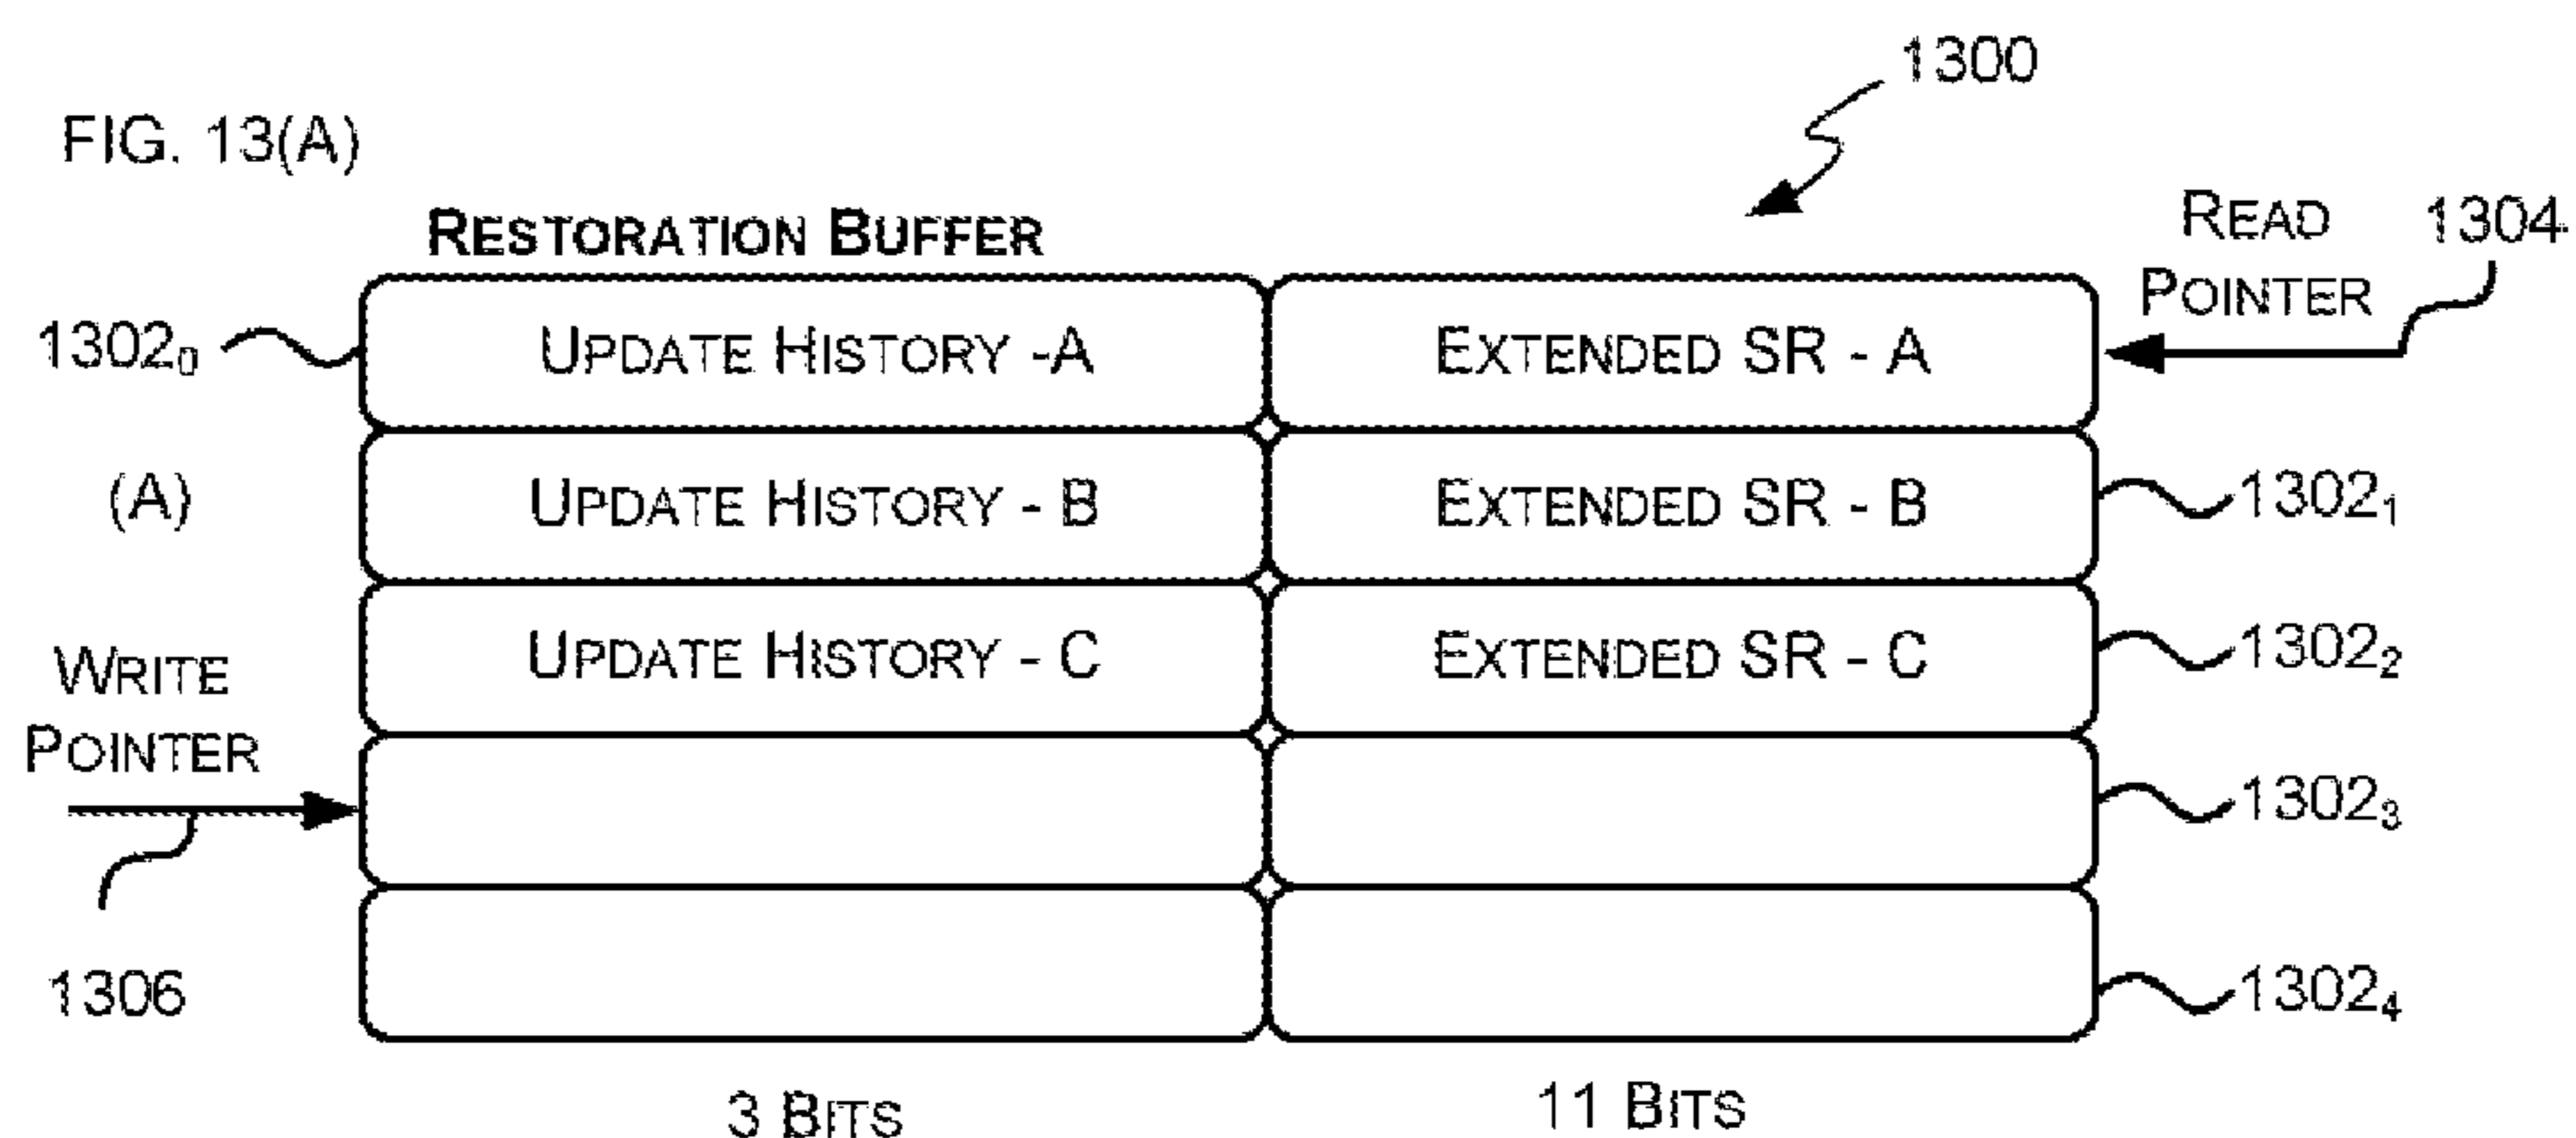 1300
FIG. 13(A)
RESTORATION BUFFER
READ POINTER
1304
1302₀
UPDATE HISTORY -A
EXTENDED SR - A
(A)
UPDATE HISTORY - B
EXTENDED SR - B
1302₁
UPDATE HISTORY - C
EXTENDED SR - C
1302₂
WRITE
POINTER
1302₃
1306
1302₄
3 BITS
11 BITS